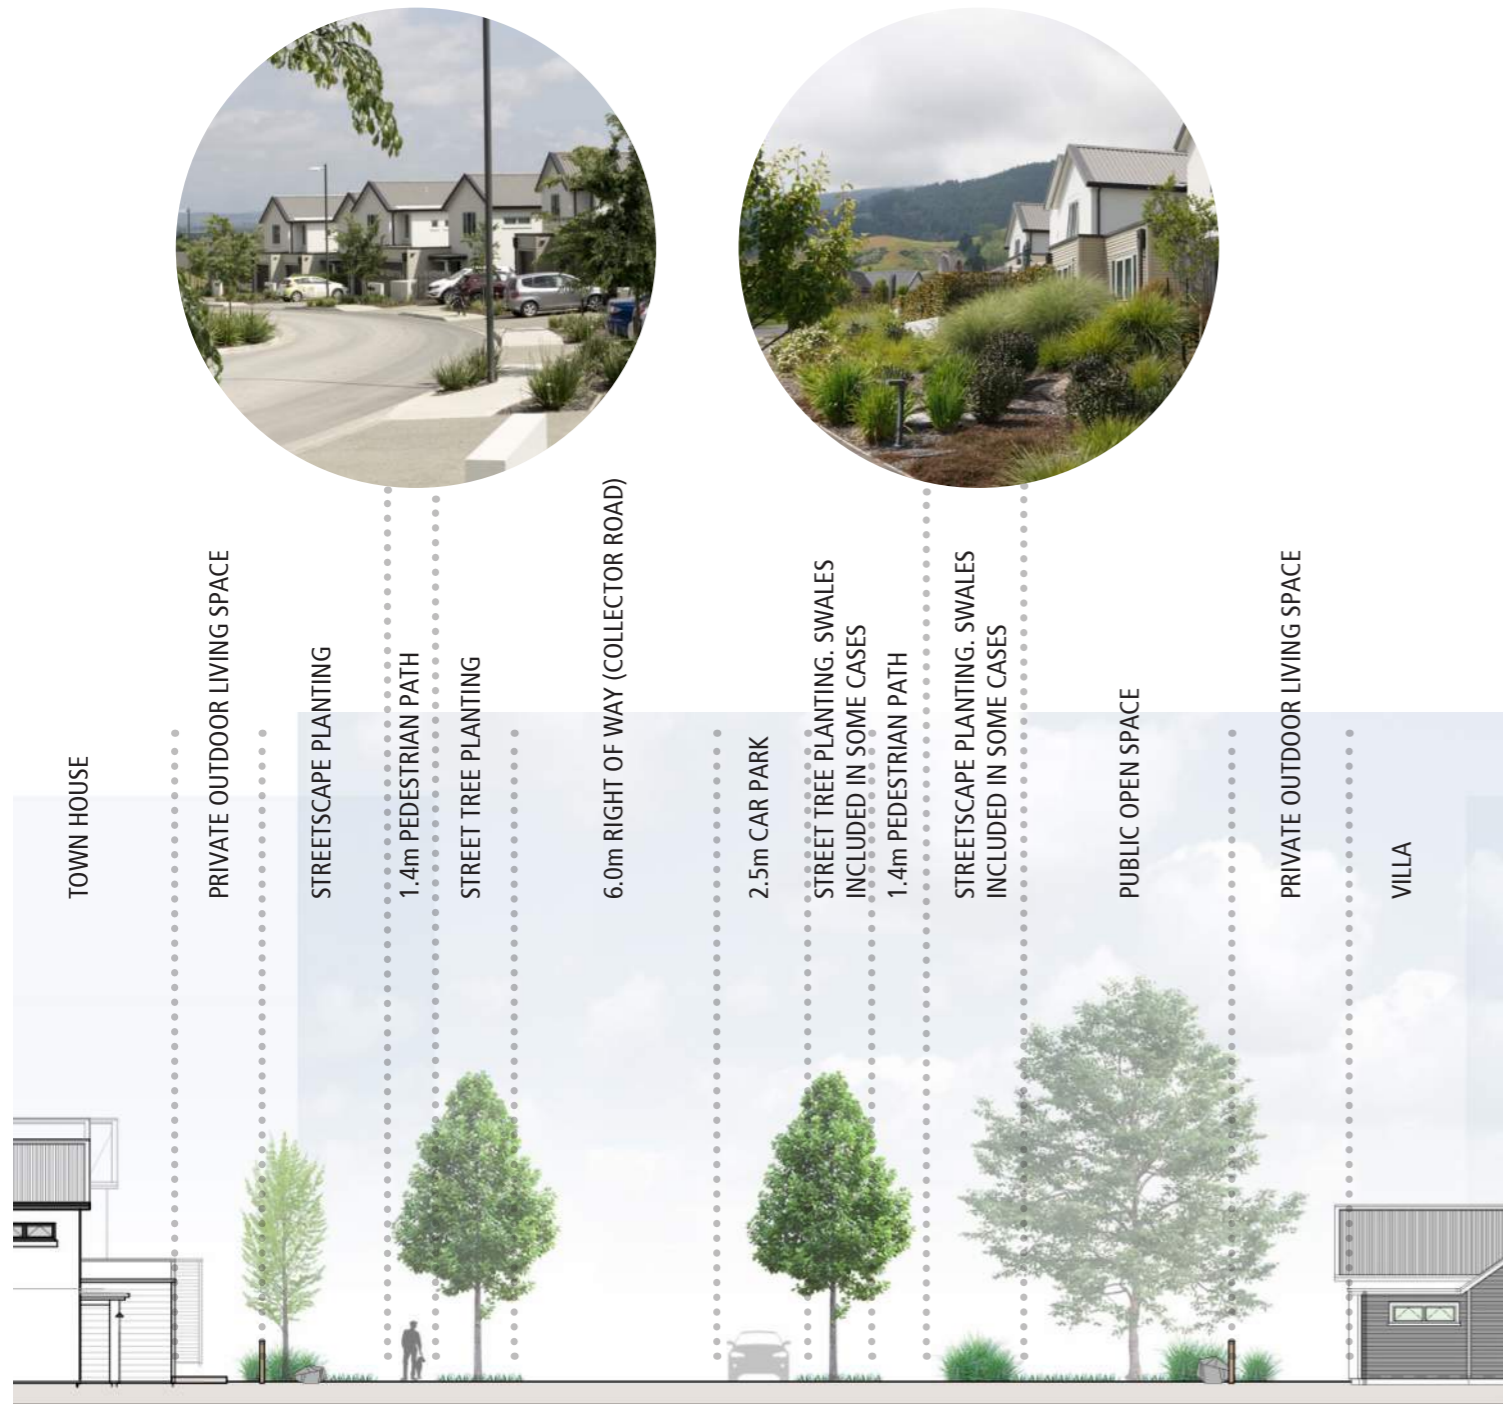 TOWN HOUSE
PRIVATE OUTDOOR LIVING SPACE
STREETSCAPE PLANTING
1.4m PEDESTRIAN PATH
STREET TREE PLANTING
6.0m RIGHT OF WAY (COLLECTOR ROAD)
2.5m CAR PARK
STREET TREE PLANTING. SWALES
INCLUDED IN SOME CASES
1.4m PEDESTRIAN PATH
STREETSCAPE PLANTING. SWALES
INCLUDED IN SOME CASES
PUBLIC OPEN SPACE
PRIVATE OUTDOOR LIVING SPACE
VILLA